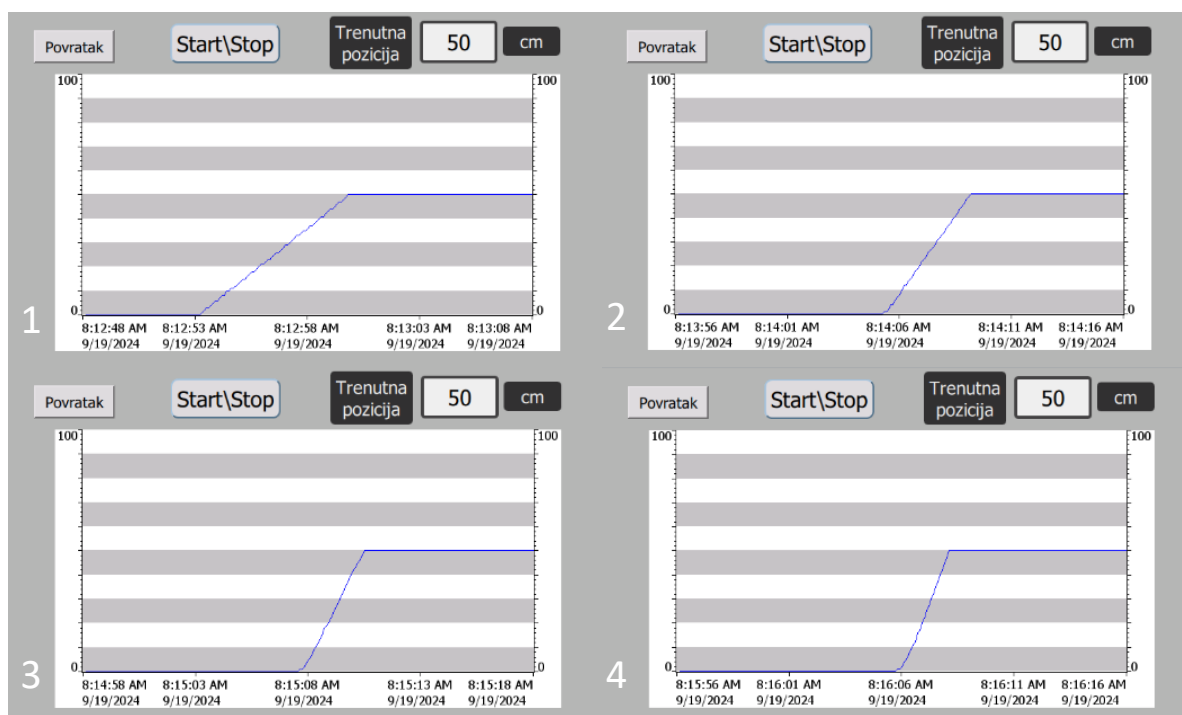 Povratak Start\Stop Trenutna pozicija 50 cm
100 100
0 0
8:12:48 AM 8:12:53 AM 8:12:58 AM 8:13:03 AM 8:13:08 AM
9/19/2024 9/19/2024 9/19/2024 9/19/2024 9/19/2024
1
Povratak Start\Stop Trenutna pozicija 50 cm
100 100
0 0
8:13:56 AM 8:14:01 AM 8:14:06 AM 8:14:11 AM 8:14:16 AM
9/19/2024 9/19/2024 9/19/2024 9/19/2024 9/19/2024
2
Povratak Start\Stop Trenutna pozicija 50 cm
100 100
0 0
8:14:58 AM 8:15:03 AM 8:15:08 AM 8:15:13 AM 8:15:18 AM
9/19/2024 9/19/2024 9/19/2024 9/19/2024 9/19/2024
3
Povratak Start\Stop Trenutna pozicija 50 cm
100 100
0 0
8:15:56 AM 8:16:01 AM 8:16:06 AM 8:16:11 AM 8:16:16 AM
9/19/2024 9/19/2024 9/19/2024 9/19/2024 9/19/2024
4